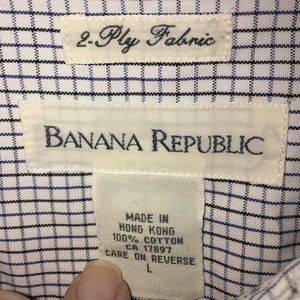 2-Ply Fabric
BANANA REPUBLIC
MADE IN
HONG KONG
100% COTTON
CA 17897
CARE ON REVERSE
L